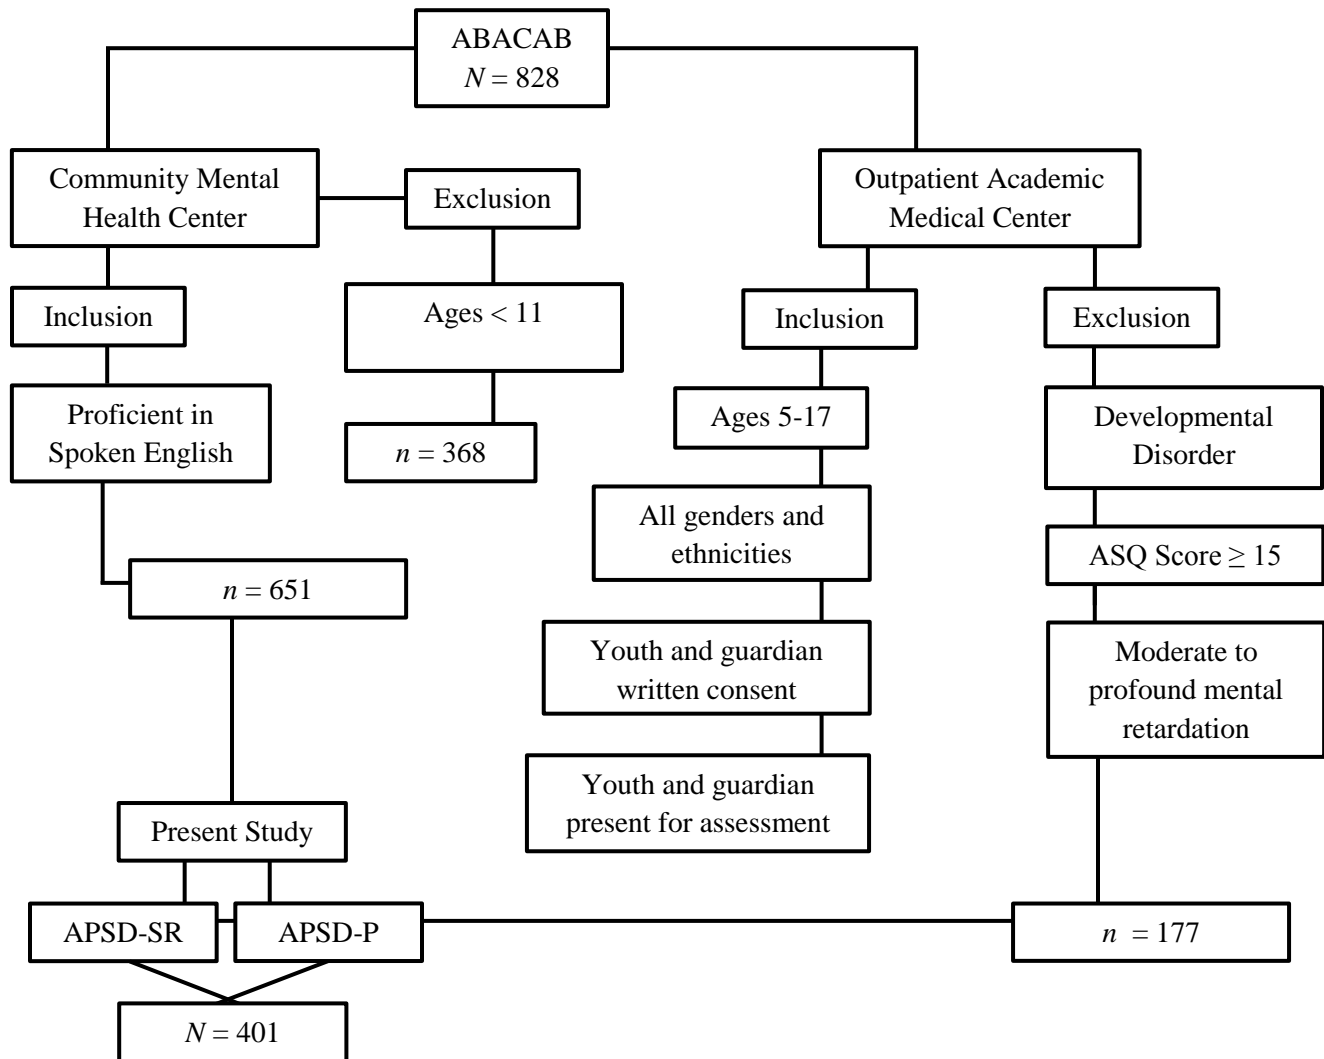 ABACAB
N = 828
Community Mental
Health Center
Exclusion
Outpatient Academic
Medical Center
Inclusion
Ages < 11
Inclusion
Exclusion
Proficient in
Spoken English
n = 368
Ages 5-17
Developmental
Disorder
All genders and
ethnicities
ASQ Score ≥ 15
n = 651
Youth and guardian
written consent
Moderate to
profound mental
retardation
Youth and guardian
present for assessment
Present Study
APSD-SR
APSD-P
n = 177
N = 401